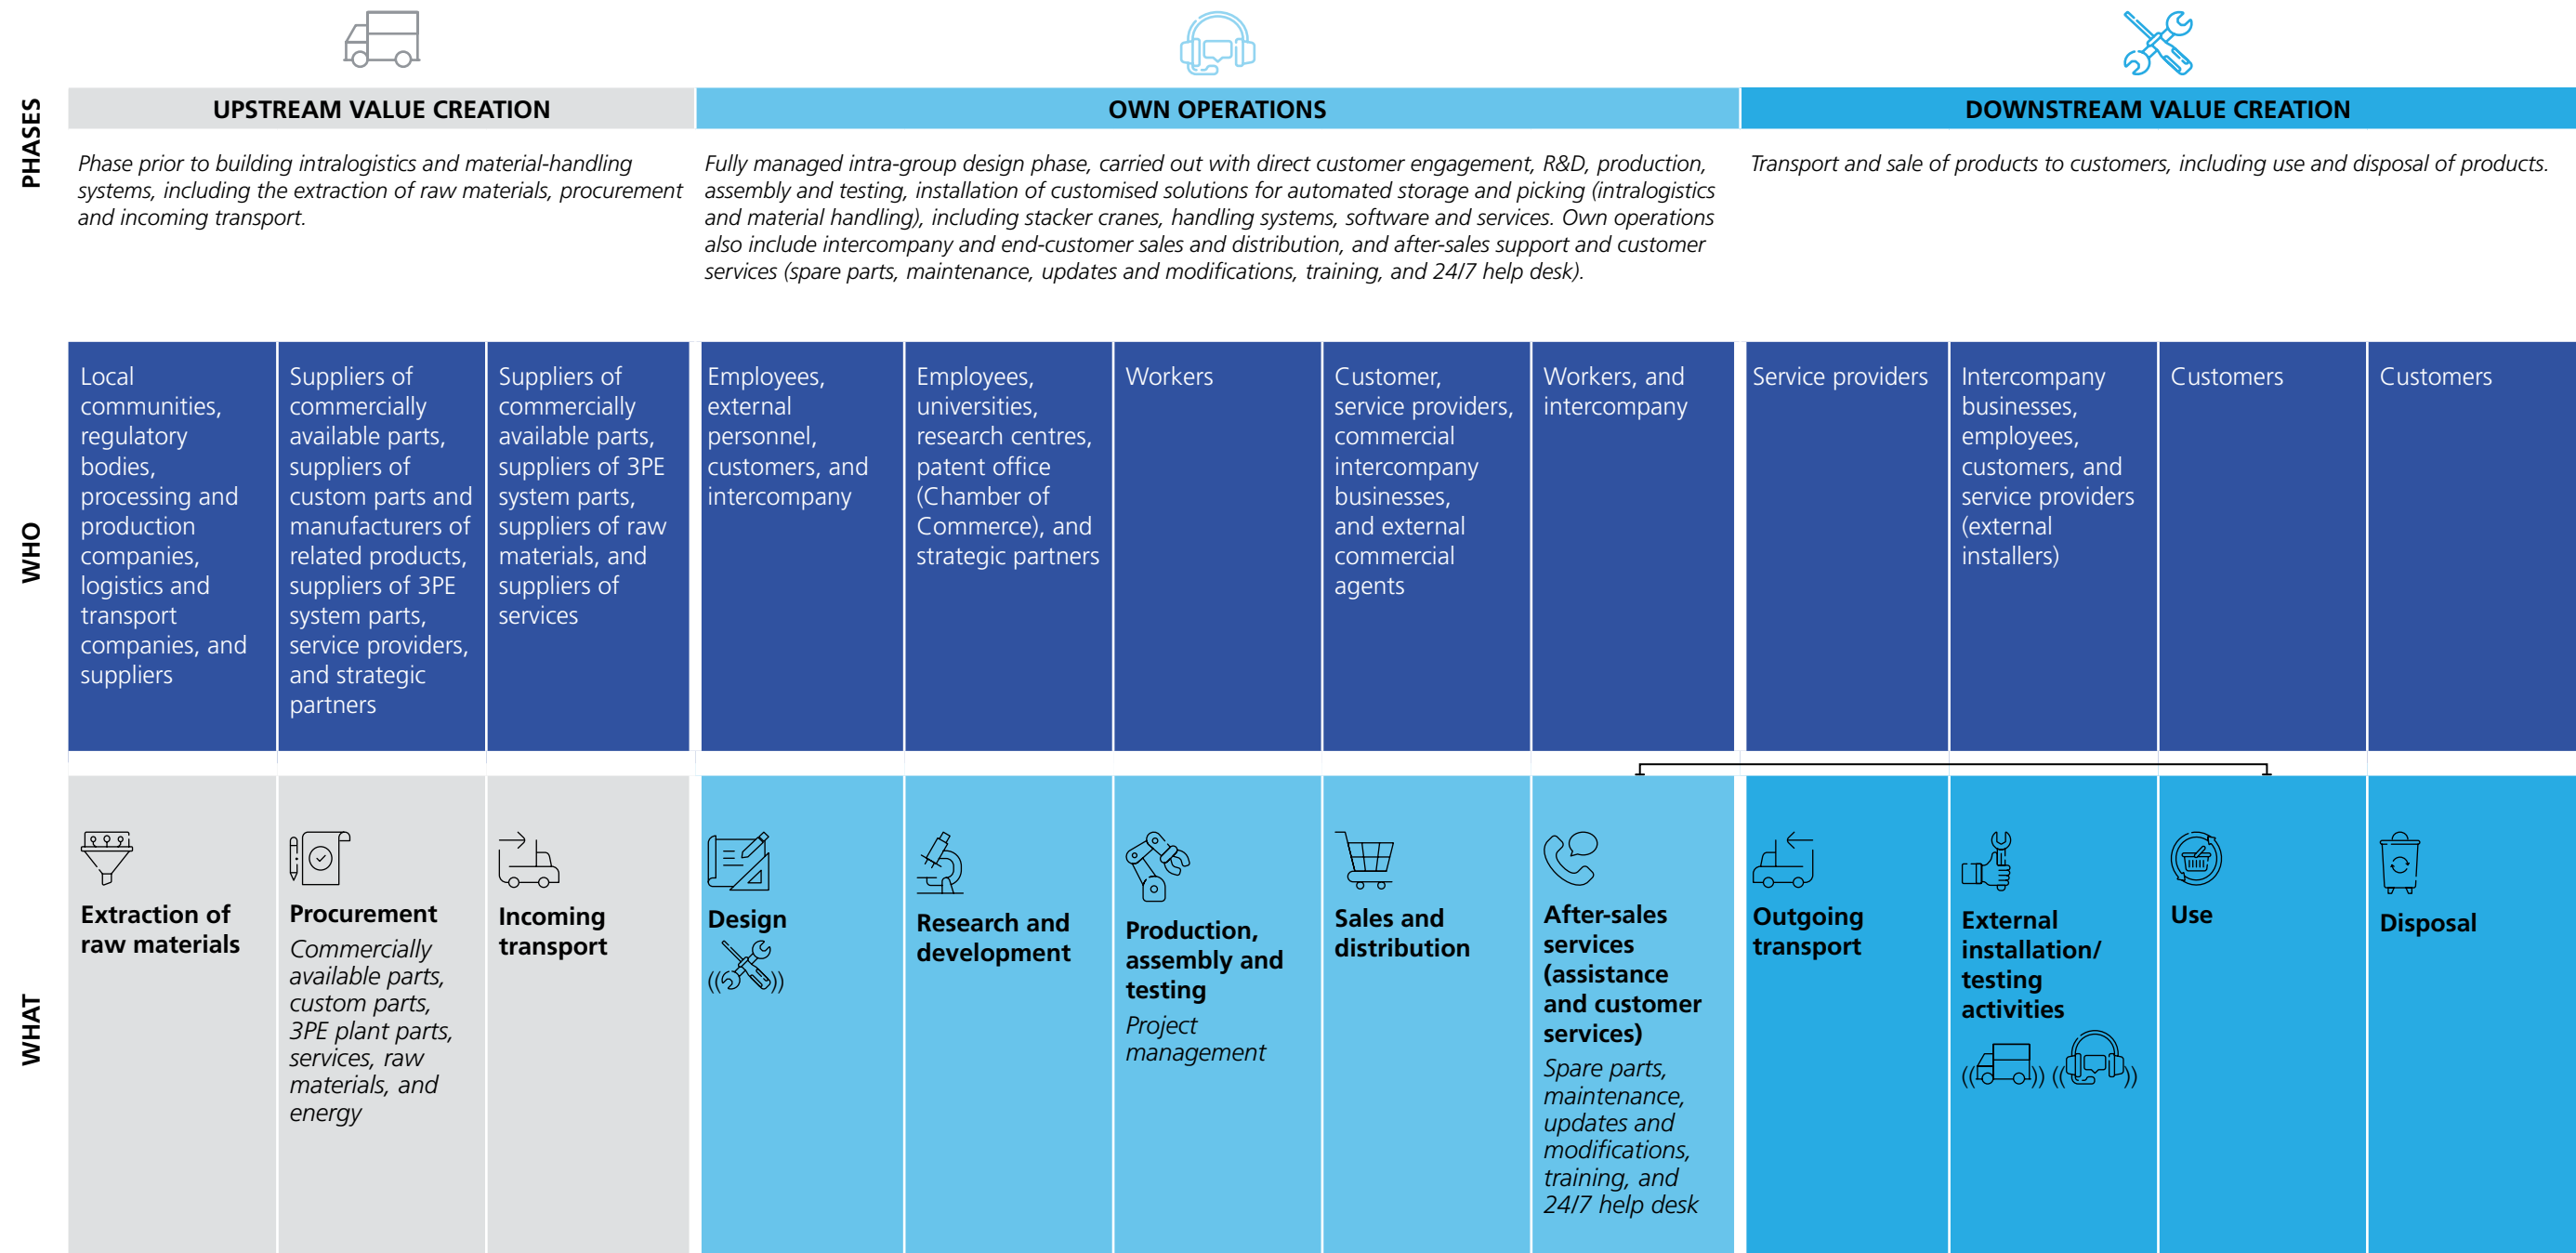 PHASES
UPSTREAM VALUE CREATION
Phase prior to building intralogistics and material-handling
systems, including the extraction of raw materials, procurement
and incoming transport.
OWN OPERATIONS
Fully managed intra-group design phase, carried out with direct customer engagement, R&D, production,
assembly and testing, installation of customised solutions for automated storage and picking (intralogistics
and material handling), including stacker cranes, handling systems, software and services. Own operations
also include intercompany and end-customer sales and distribution, and after-sales support and customer
services (spare parts, maintenance, updates and modifications, training, and 24/7 help desk).
DOWNSTREAM VALUE CREATION
Transport and sale of products to customers, including use and disposal of products.
WHO
Local
communities,
regulatory
bodies,
processing and
production
companies,
logistics and
transport
companies, and
suppliers
Suppliers of
commercially
available parts,
suppliers of
custom parts and
manufacturers of
related products,
suppliers of 3PE
system parts,
service providers,
and strategic
partners
Suppliers of
commercially
available parts,
suppliers of 3PE
system parts,
suppliers of raw
materials, and
suppliers of
services
Employees,
external
personnel,
customers, and
intercompany
Employees,
universities,
research centres,
patent office
(Chamber of
Commerce), and
strategic partners
Workers
Customer,
service providers,
commercial
intercompany
businesses,
and external
commercial
agents
Workers, and
intercompany
Service providers
Intercompany
businesses,
employees,
customers, and
service providers
(external
installers)
Customers
Customers
WHAT
Extraction of
raw materials
Procurement
Commercially
available parts,
custom parts,
3PE plant parts,
services, raw
materials, and
energy
Incoming
transport
Design
Research and
development
Production,
assembly and
testing
Project
management
Sales and
distribution
After-sales
services
(assistance
and customer
services)
Spare parts,
maintenance,
updates and
modifications,
training, and
24/7 help desk
Outgoing
transport
External
installation/
testing
activities
Use
Disposal